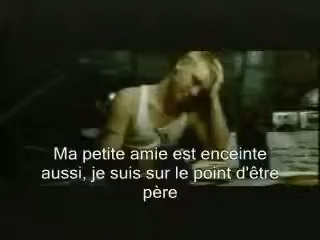 Ma petite amie est enceinte
aussi, je suis sur le point d'être
père